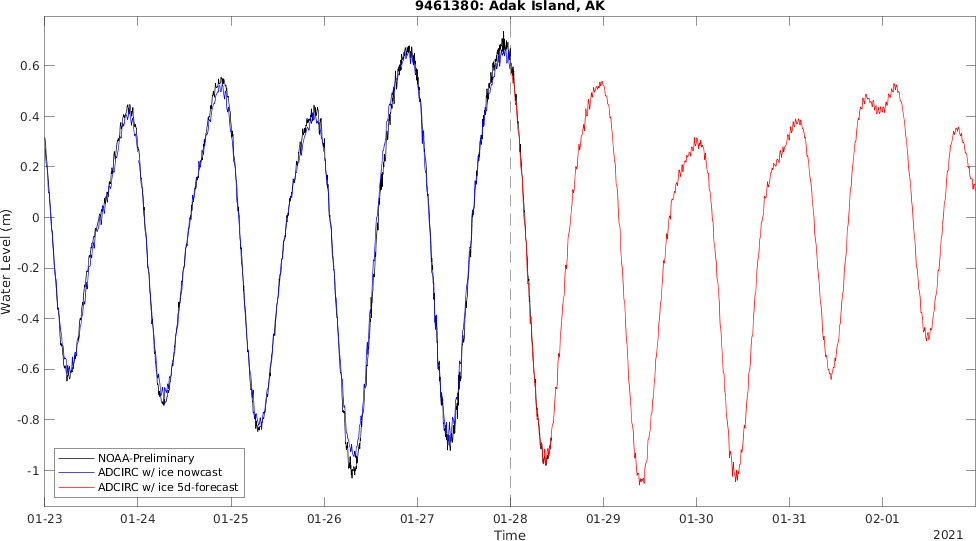 9461380: Adak Island, AK
Water Level (m)
0.6
0.4
0.2
0
-0.2
-0.4
-0.6
-0.8
-1
NOAA-Preliminary
ADCIRC w/ ice nowcast
ADCIRC w/ ice 5d-forecast
01-23 01-24 01-25 01-26 01-27 01-28 01-29 01-30 01-31 02-01
Time
2021